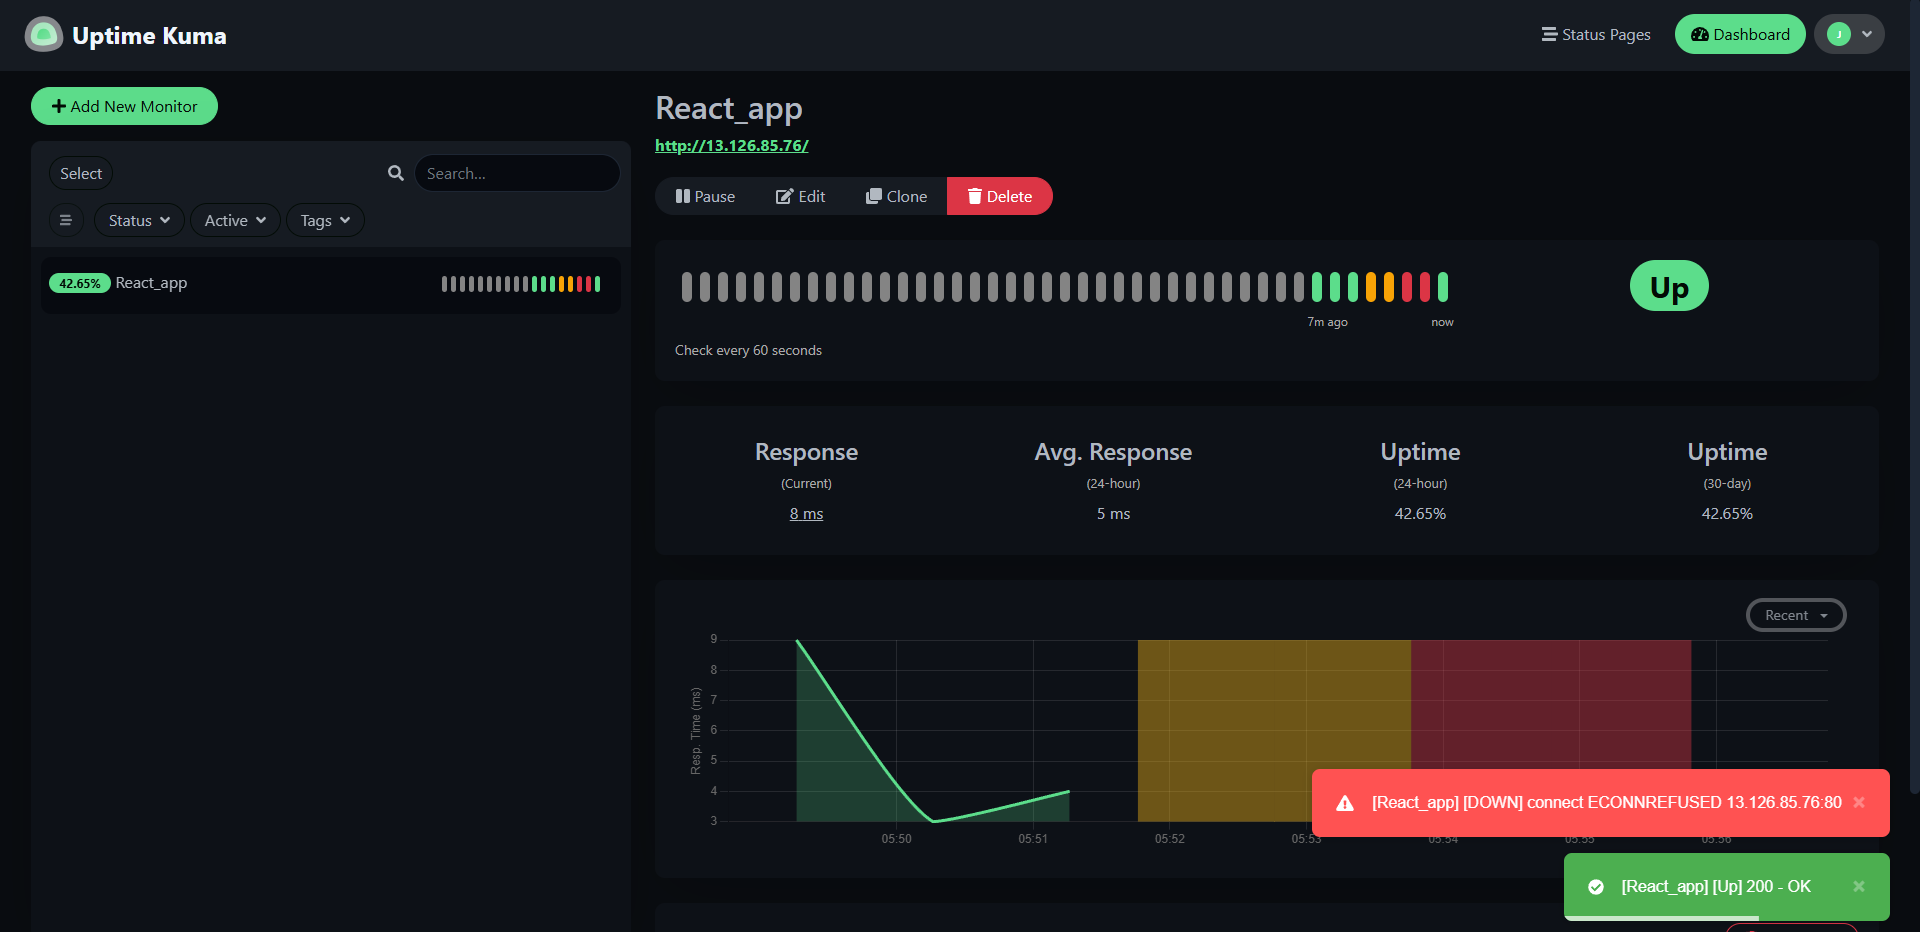 Uptime Kuma
Status Pages
Dashboard
J
Add New Monitor
Select
Search...
Status
Active
Tags
42.65%
React_app
React_app
http://13.126.85.76/
Pause
Edit
Clone
Delete
7m ago
now
Check every 60 seconds
Up
Response
(Current)
8 ms
Avg. Response
(24-hour)
5 ms
Uptime
(24-hour)
42.65%
Uptime
(30-day)
42.65%
Recent
Resp. Time (ms)
9
8
7
6
5
4
3
05:50
05:51
05:52
05:53
05:54
05:55
05:56
[React_app] [DOWN] connect ECONNREFUSED 13.126.85.76:80
[React_app] [Up] 200 - OK